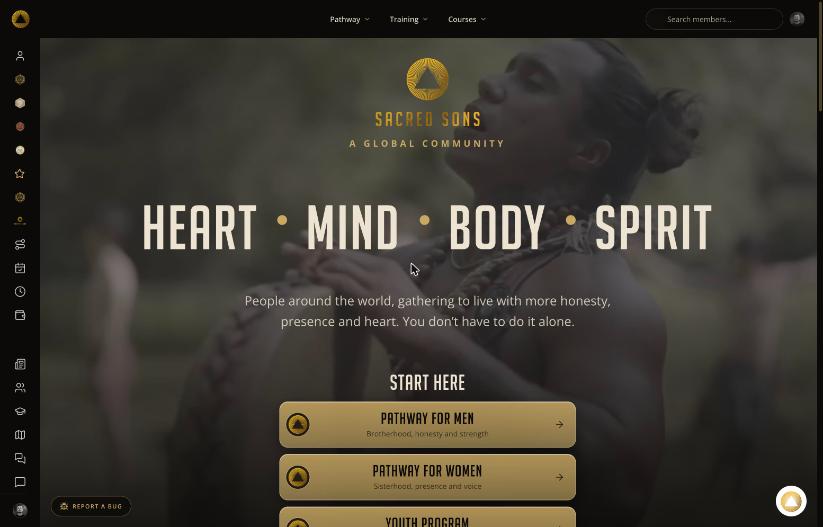 Pathway Training Courses Search members...
SACRED SONS
A GLOBAL COMMUNITY
HEART • MIND • BODY • SPIRIT
People around the world, gathering to live with more honesty,
presence and heart. You don't have to do it alone.
START HERE
PATHWAY FOR MEN
Brotherhood, honesty and strength
PATHWAY FOR WOMEN
Sisterhood, presence and voice
REPORT A BUG
YOUTH PROGRAM